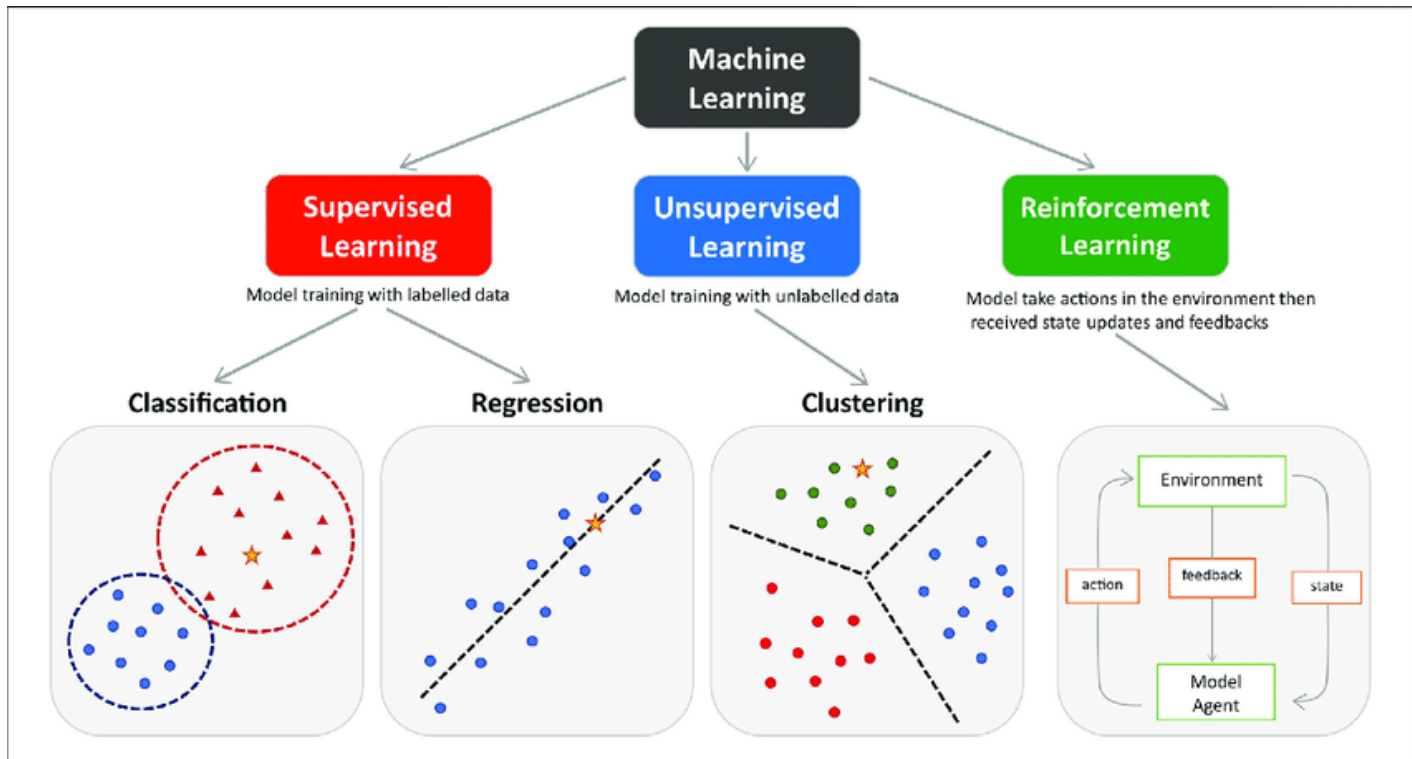 Machine
Learning
Supervised
Learning
Unsupervised
Learning
Reinforcement
Learning
Model training with labelled data
Model training with unlabelled data
Model take actions in the environment then
received state updates and feedbacks
Classification
Regression
Clustering
Environment
action
feedback
state
Model
Agent